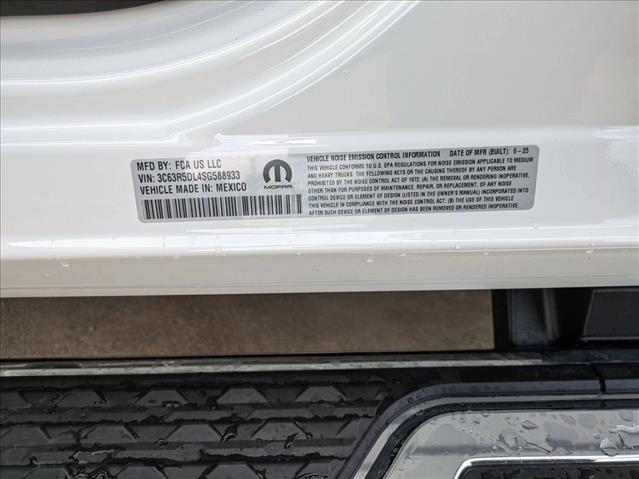 MFD BY: FCA US LLC
VIN: 3C63R5DL4SG588933
VEHICLE MADE IN: MEXICO
MOPAR
VEHICLE NOISE EMISSION CONTROL INFORMATION DATE OF MFR (BUILT): 6-25
THIS VEHICLE CONFORMS TO U.S. EPA REGULATIONS FOR NOISE EMISSION APPLICABLE TO MEDIUM
AND HEAVY TRUCKS. THE FOLLOWING ACTS OR THE CAUSING THEREOF BY ANY PERSON ARE PROHIBITED
BY THE NOISE CONTROL ACT OF 1972: (A) THE REMOVAL OR RENDERING INOPERATIVE,
OTHER THAN FOR PURPOSES OF MAINTENANCE, REPAIR, OR REPLACEMENT, OF ANY NOISE
CONTROL DEVICE OR ELEMENT OF DESIGN (LISTED IN THE OWNER'S MANUAL) INCORPORATED INTO
THIS VEHICLE IN COMPLIANCE WITH THE NOISE CONTROL ACT; (B) THE USE OF THIS VEHICLE
AFTER SUCH DEVICE OR ELEMENT OF DESIGN HAS BEEN REMOVED OR RENDERED INOPERATIVE.